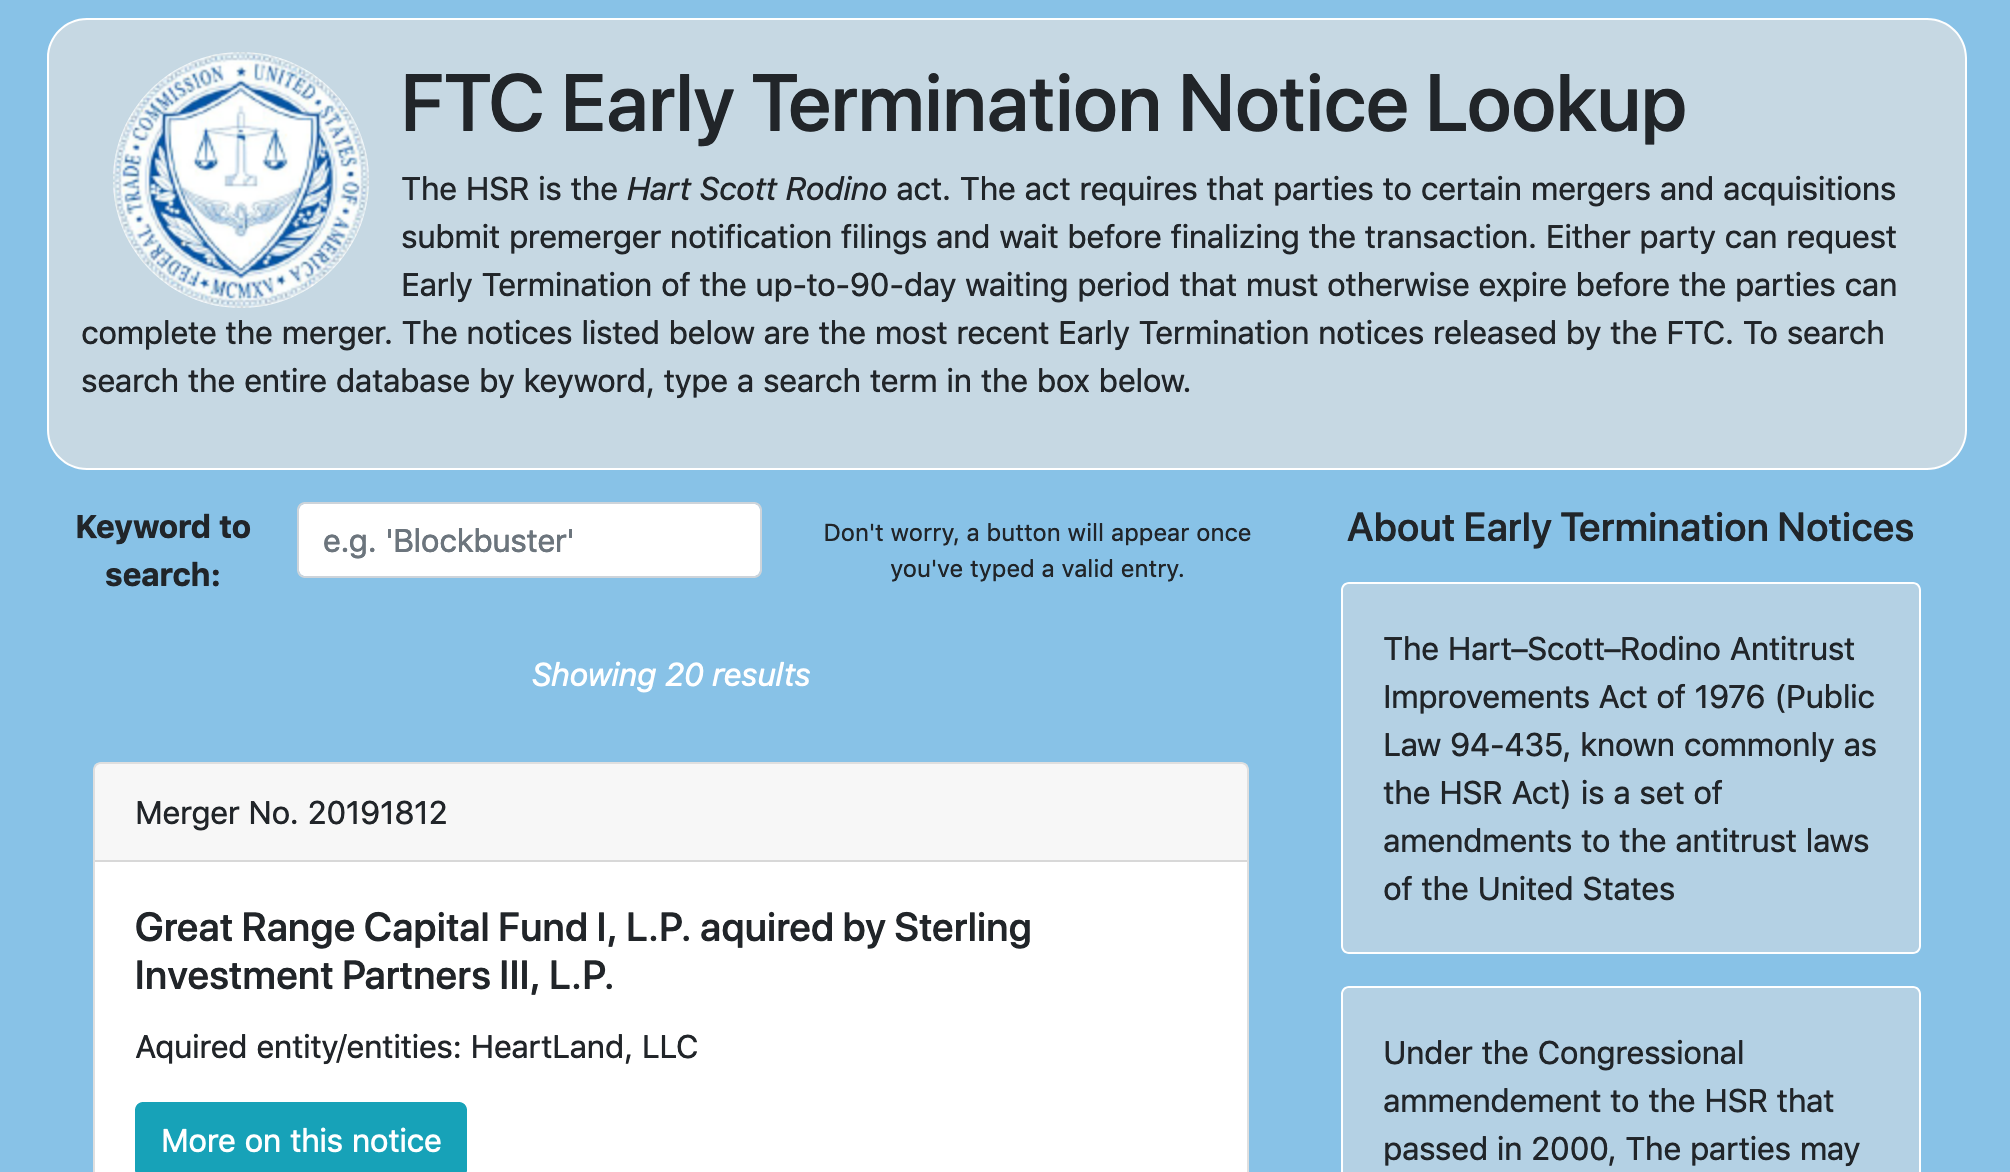 FEDERAL • TRADE • COMMISSION ★ UNITED • STATES • OF • AMERICA
MCMXV
FTC Early Termination Notice Lookup
The HSR is the Hart Scott Rodino act. The act requires that parties to certain mergers and acquisitions
submit premerger notification filings and wait before finalizing the transaction. Either party can request
Early Termination of the up-to-90-day waiting period that must otherwise expire before the parties can
complete the merger. The notices listed below are the most recent Early Termination notices released by the FTC. To search
search the entire database by keyword, type a search term in the box below.
Keyword to
search:
e.g. 'Blockbuster'
Don't worry, a button will appear once
you've typed a valid entry.
Showing 20 results
Merger No. 20191812
Great Range Capital Fund I, L.P. aquired by Sterling
Investment Partners III, L.P.
Aquired entity/entities: HeartLand, LLC
More on this notice
About Early Termination Notices
The Hart–Scott–Rodino Antitrust
Improvements Act of 1976 (Public
Law 94-435, known commonly as
the HSR Act) is a set of
amendments to the antitrust laws
of the United States
Under the Congressional
ammendement to the HSR that
passed in 2000, The parties may